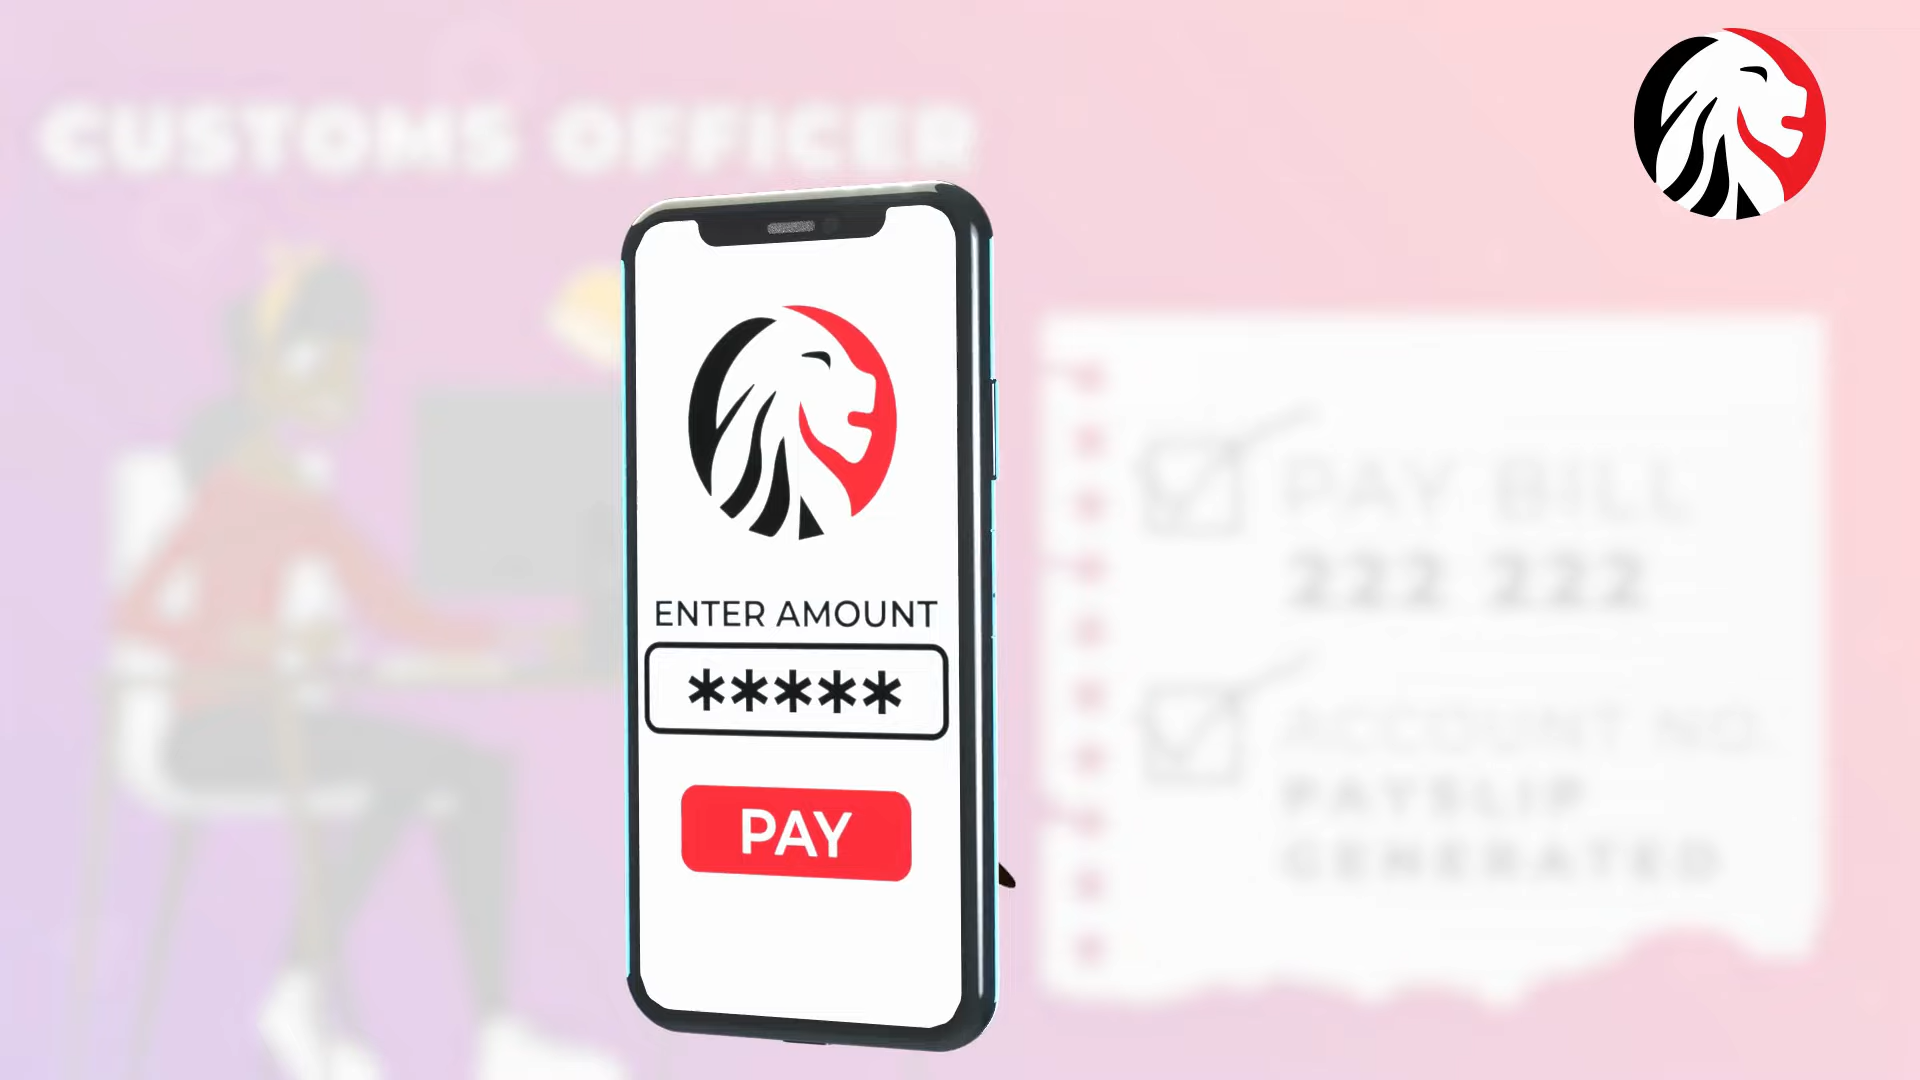 CUSTOMS OFFICER
ENTER AMOUNT
*****
PAY
PAY BILL
222 222
ACCOUNT NO.
PAYSLIP
GENERATED